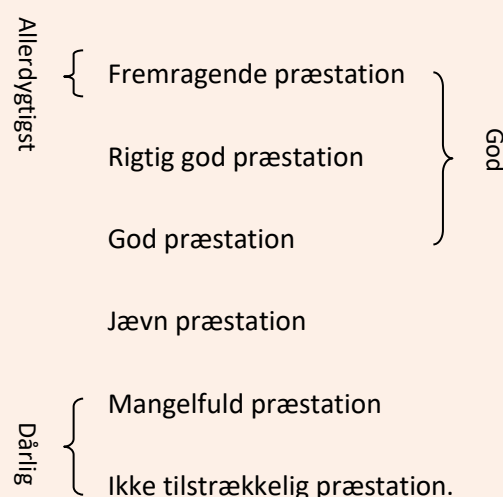 Allerdygtigst
Fremragende præstation
God
Rigtig god præstation
God præstation
Jævn præstation
Mangelfuld præstation
Dårlig
Ikke tilstrækkelig præstation.